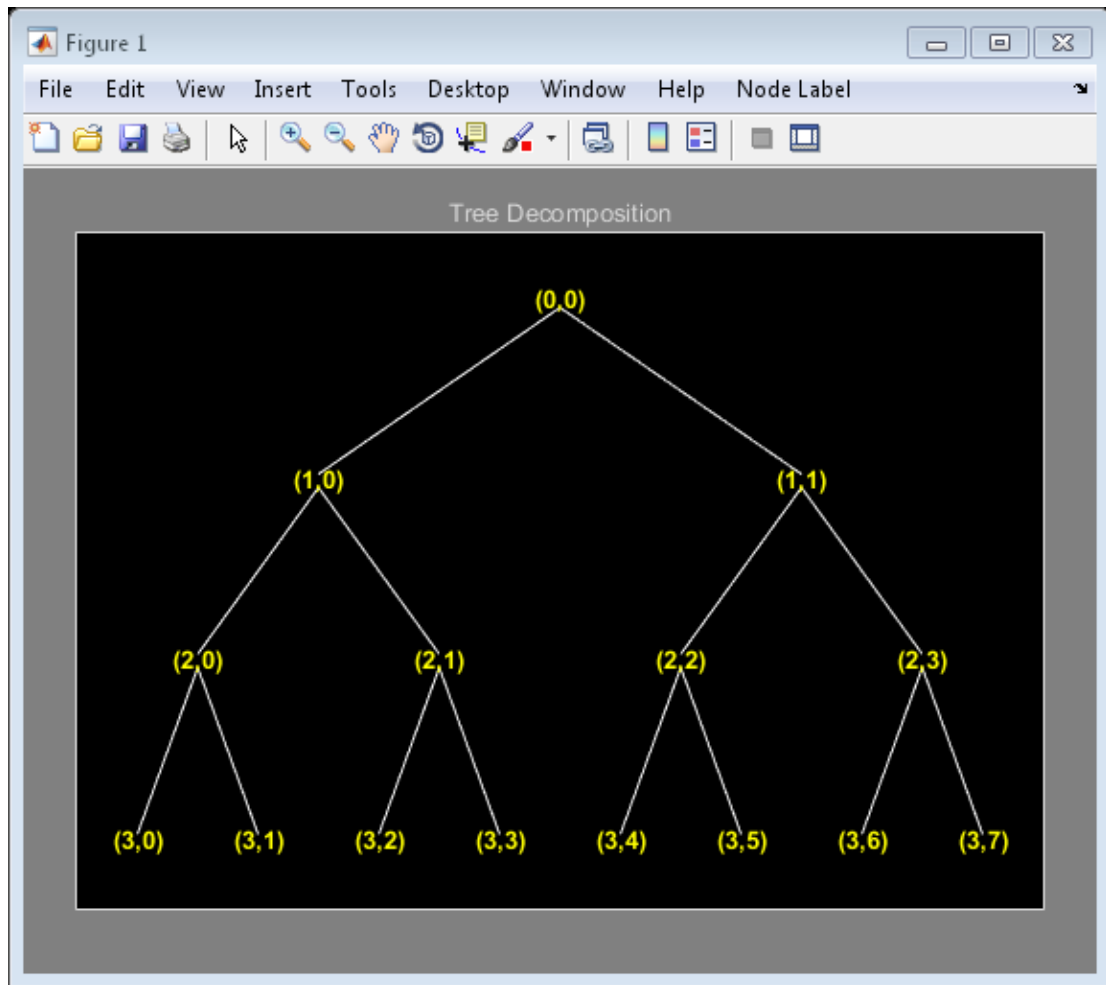 Figure 1
File Edit View Insert Tools Desktop Window Help Node Label
Tree Decomposition
(0,0)
(1,0) (1,1)
(2,0) (2,1) (2,2) (2,3)
(3,0) (3,1) (3,2) (3,3) (3,4) (3,5) (3,6) (3,7)